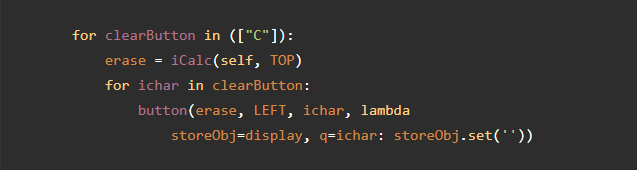 for clearButton in (["C"]):
erase = iCalc(self, TOP)
for ichar in clearButton:
button(erase, LEFT, ichar, lambda
storeObj=display, q=ichar: storeObj.set(''))